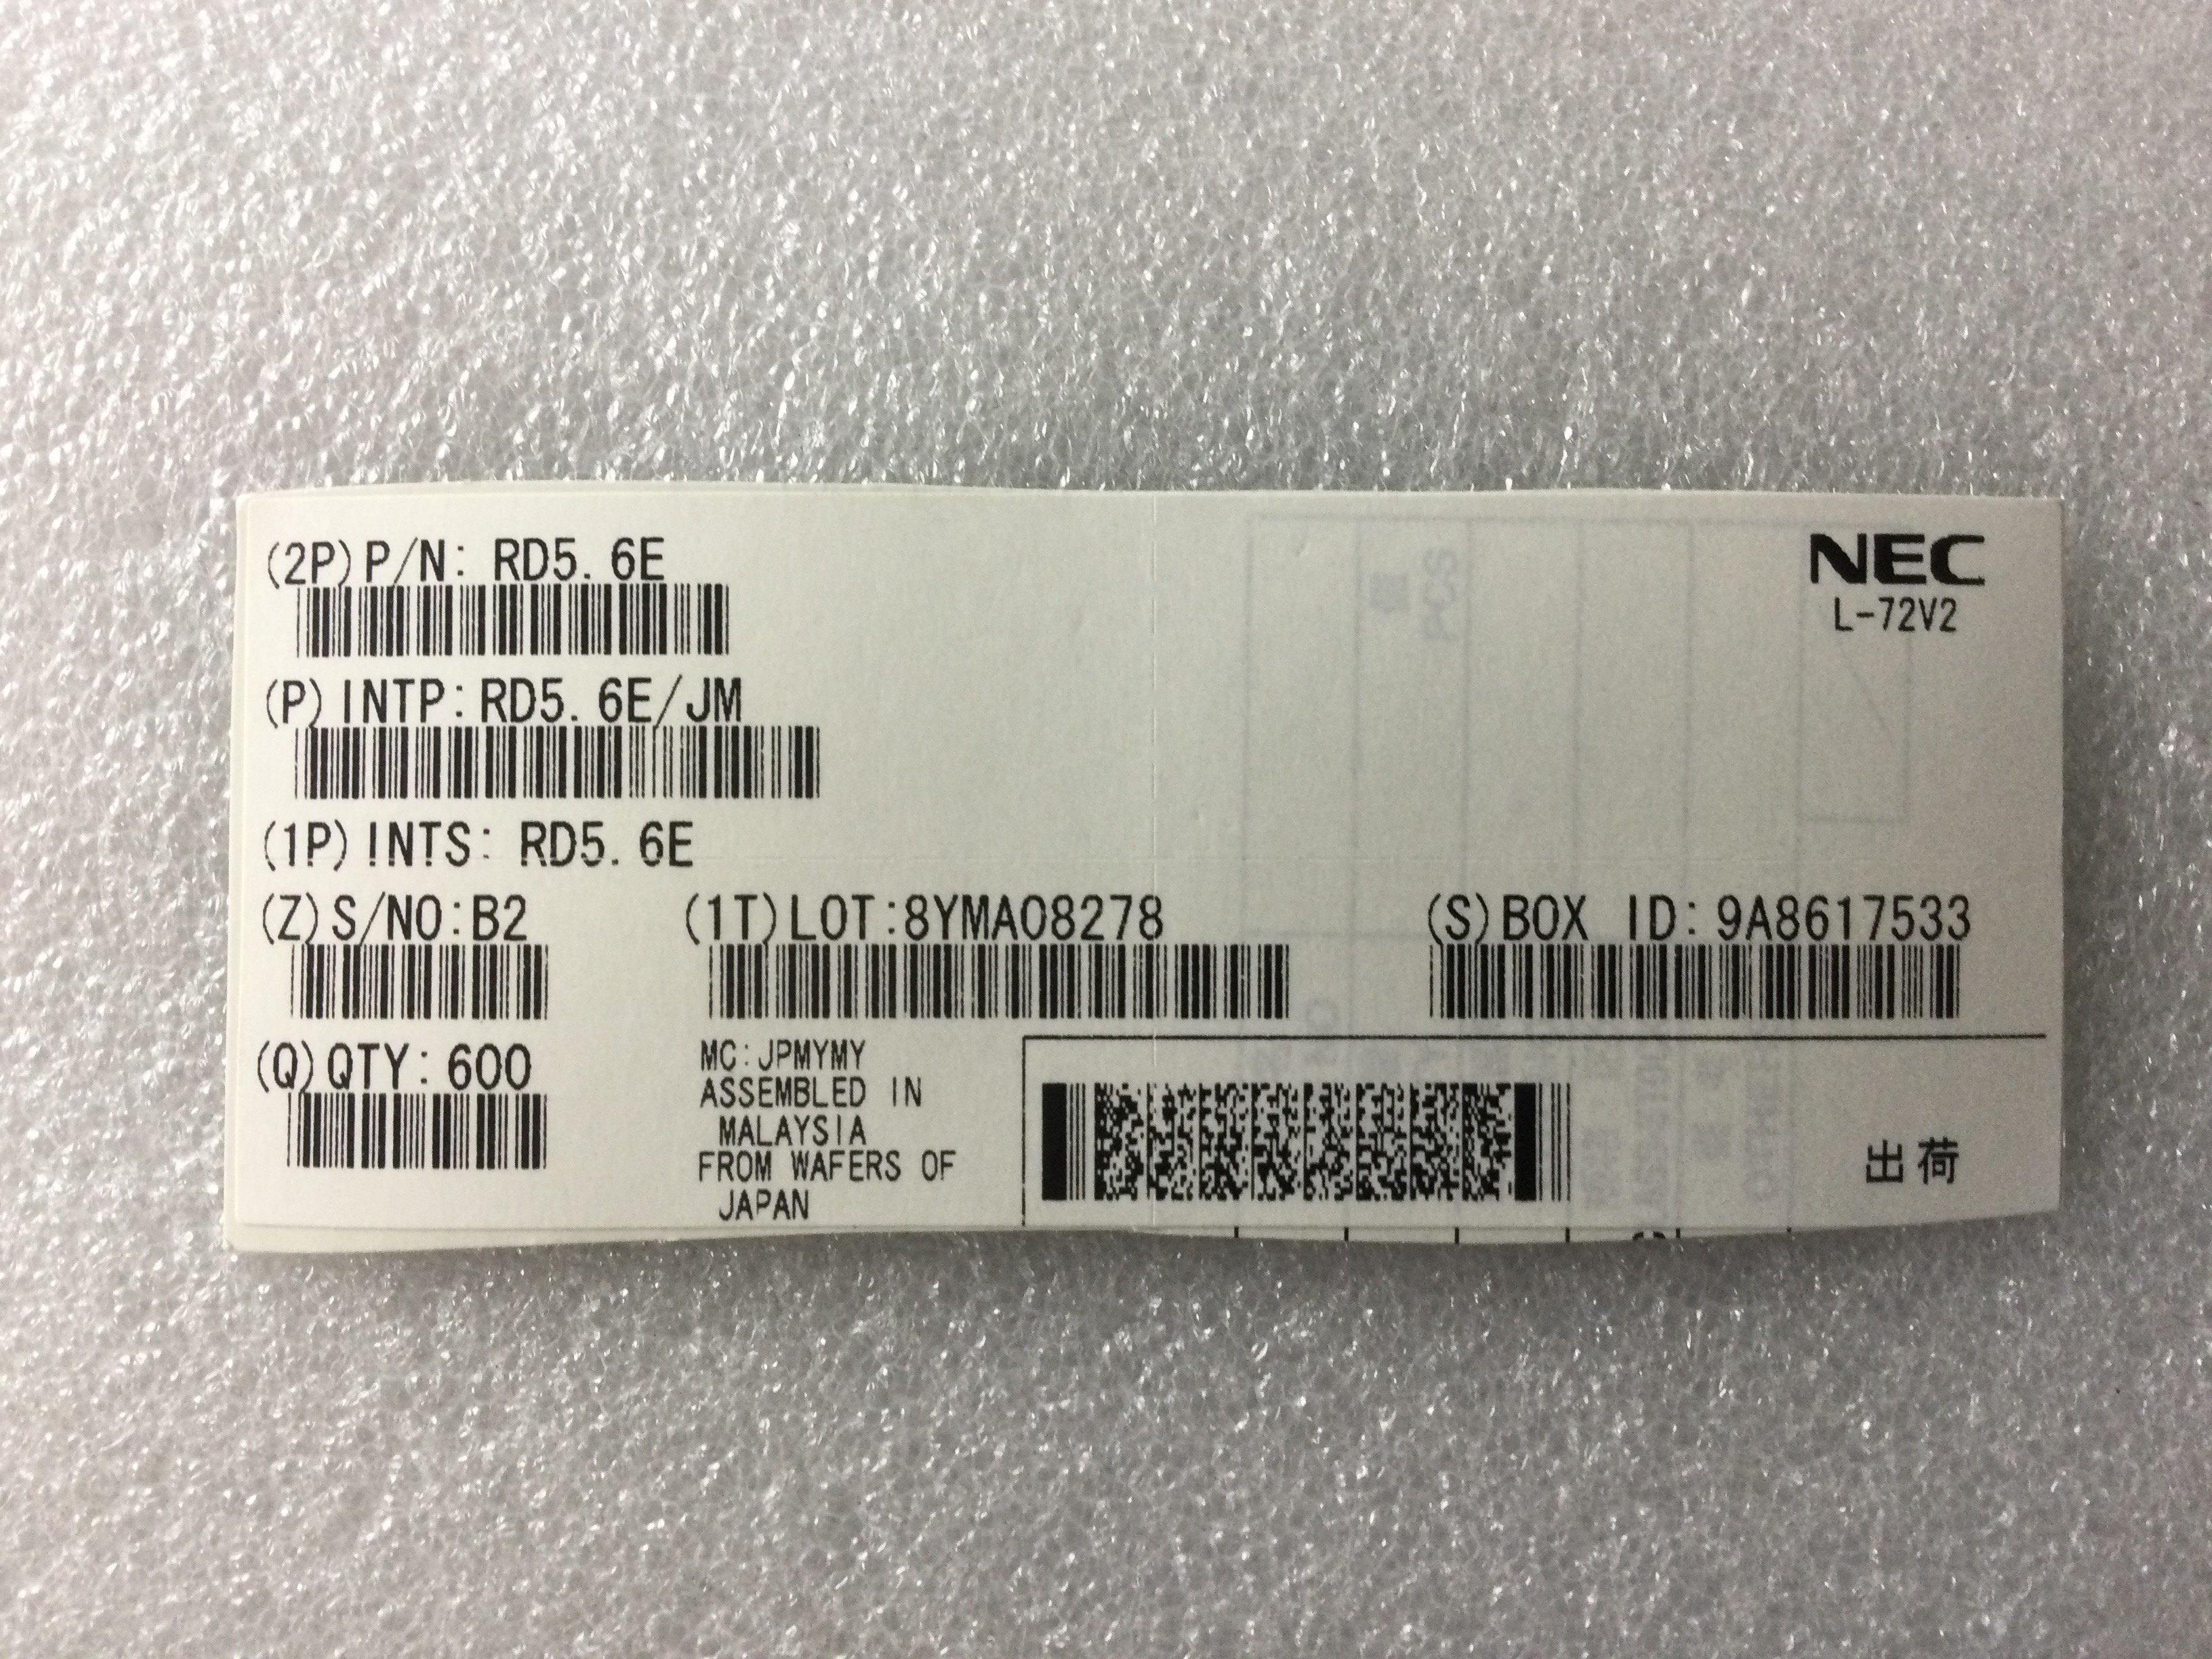 (2P) P/N: RD5.6E
NEC
L-72V2
(P) INTP: RD5.6E/JM
(1P) INTS: RD5.6E
(Z) S/NO:B2 (1T) LOT:8YMA08278 (S) BOX ID: 9A8617533
(Q) QTY: 600
MC:JPMYMY
ASSEMBLED IN
MALAYSIA
FROM WAFERS OF
JAPAN
出荷